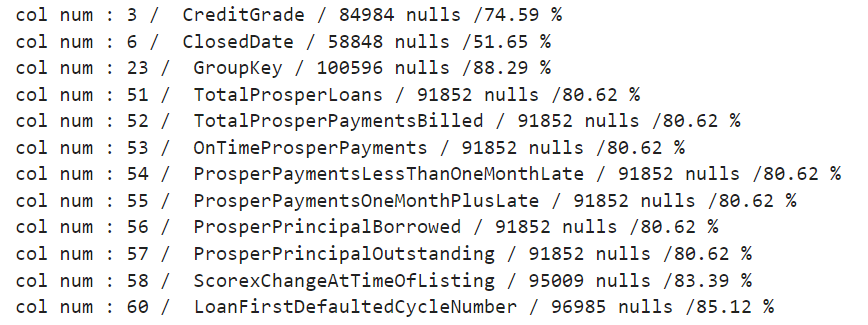 col num : 3 /  CreditGrade / 84984 nulls /74.59 %
col num : 6 /  ClosedDate / 58848 nulls /51.65 %
col num : 23 /  GroupKey / 100596 nulls /88.29 %
col num : 51 /  TotalProsperLoans / 91852 nulls /80.62 %
col num : 52 /  TotalProsperPaymentsBilled / 91852 nulls /80.62 %
col num : 53 /  OnTimeProsperPayments / 91852 nulls /80.62 %
col num : 54 /  ProsperPaymentsLessThanOneMonthLate / 91852 nulls /80.62 %
col num : 55 /  ProsperPaymentsOneMonthPlusLate / 91852 nulls /80.62 %
col num : 56 /  ProsperPrincipalBorrowed / 91852 nulls /80.62 %
col num : 57 /  ProsperPrincipalOutstanding / 91852 nulls /80.62 %
col num : 58 /  ScorexChangeAtTimeOfListing / 95009 nulls /83.39 %
col num : 60 /  LoanFirstDefaultedCycleNumber / 96985 nulls /85.12 %